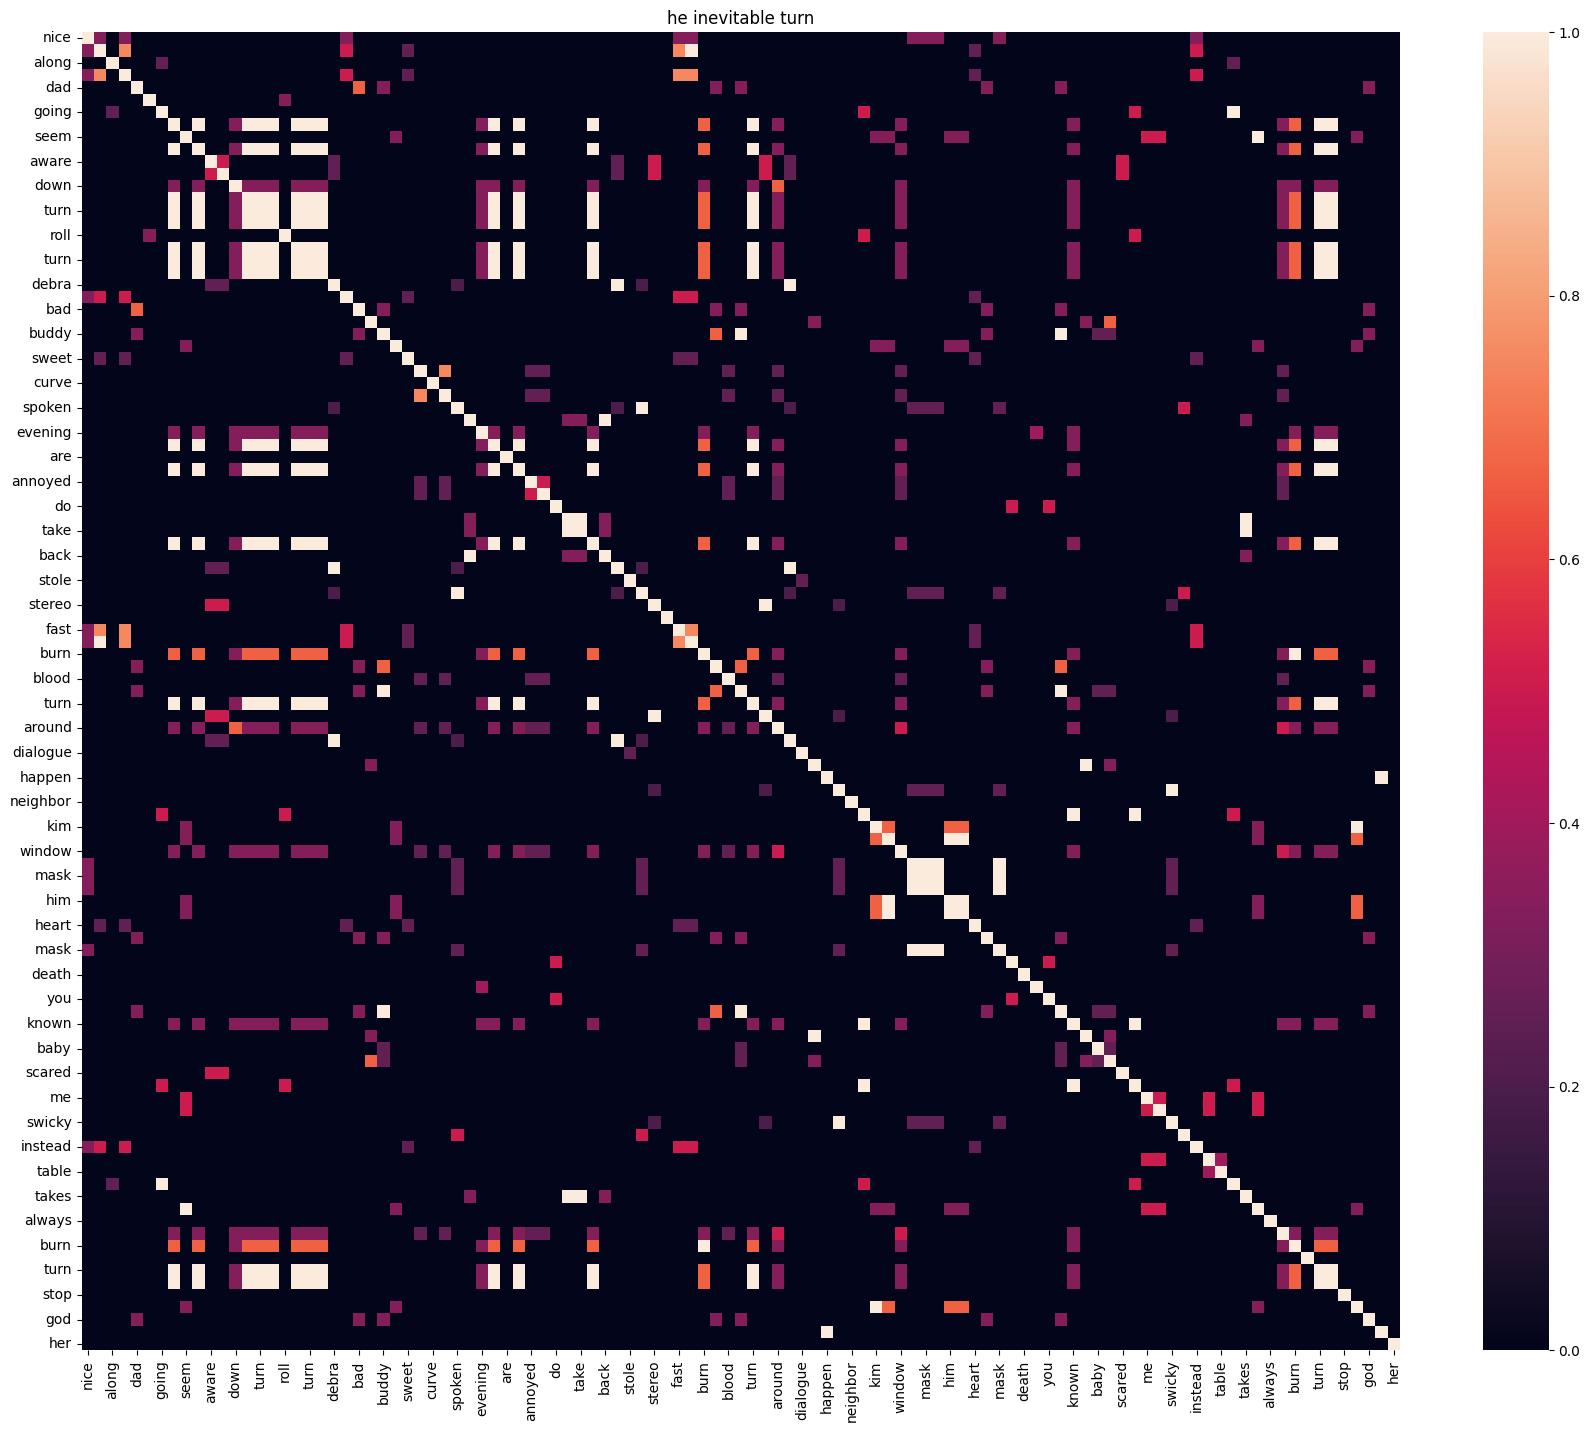 he inevitable turn
nice
along
dad
going
seem
aware
down
turn
roll
turn
debra
bad
buddy
sweet
curve
spoken
evening
are
annoyed
do
take
back
stole
stereo
fast
burn
blood
turn
around
dialogue
happen
neighbor
kim
window
mask
him
heart
mask
death
you
known
baby
scared
me
swicky
instead
table
takes
always
burn
turn
stop
god
her
1.0
0.8
0.6
0.4
0.2
0.0
nice along dad going seem aware down turn roll turn debra bad buddy sweet curve spoken evening are annoyed do take back stole stereo fast burn blood turn around dialogue happen neighbor kim window mask him heart mask death you known baby scared me swicky instead table takes always burn turn stop god her